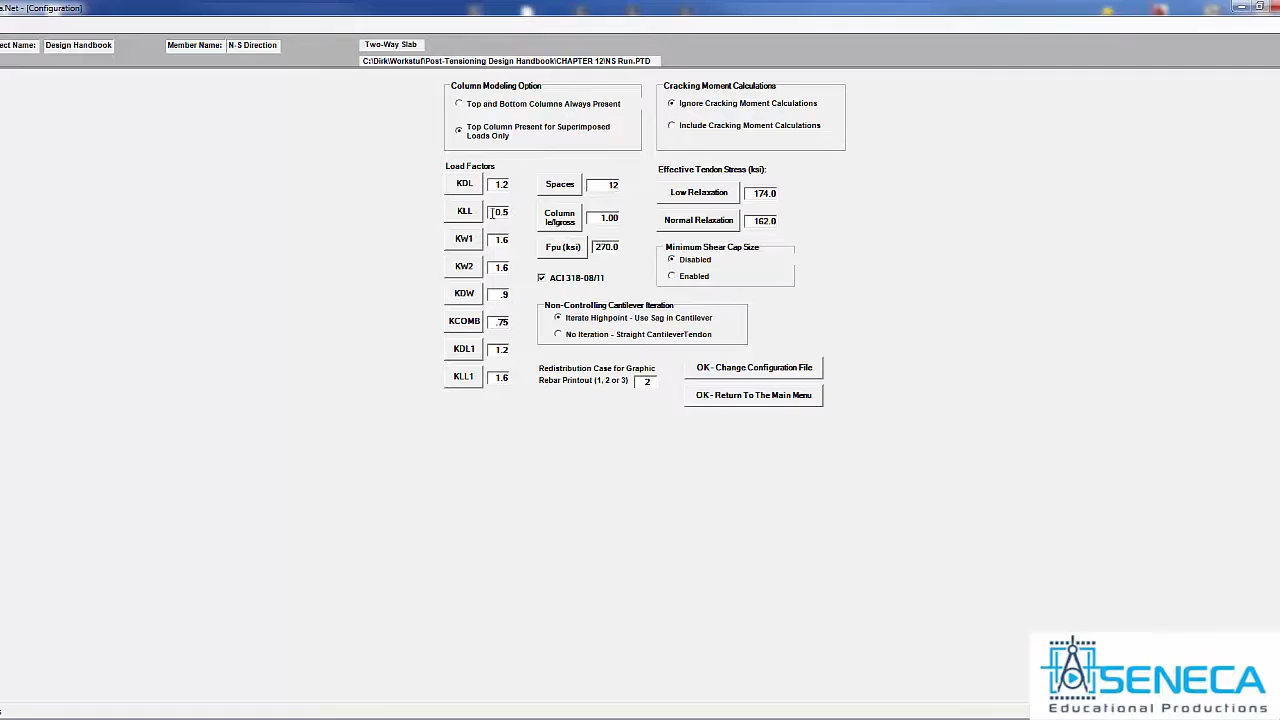 a.Net - [Configuration]
ect Name: Design Handbook Member Name: N-S Direction Two-Way Slab
C:\Dirk\Workstuf\Post-Tensioning Design Handbook\CHAPTER 12\NS Run.PTD
Column Modeling Option
Top and Bottom Columns Always Present
Top Column Present for Superimposed
Loads Only
Cracking Moment Calculations
Ignore Cracking Moment Calculations
Include Cracking Moment Calculations
Load Factors
KDL 1.2
KLL 0.5
KW1 1.6
KW2 1.6
KDW .9
KCOMB .75
KDL1 1.2
KLL1 1.6
Spaces 12
Column
Ie/Igross 1.00
Fpu (ksi) 270.0
ACI 318-08/11
Effective Tendon Stress (ksi):
Low Relaxation 174.0
Normal Relaxation 162.0
Minimum Shear Cap Size
Disabled
Enabled
Non-Controlling Cantilever Iteration
Iterate Highpoint - Use Sag in Cantilever
No Iteration - Straight CantileverTendon
Redistribution Case for Graphic
Rebar Printout (1, 2 or 3) 2
OK - Change Configuration File
OK - Return To The Main Menu
SENECA
Educational Productions